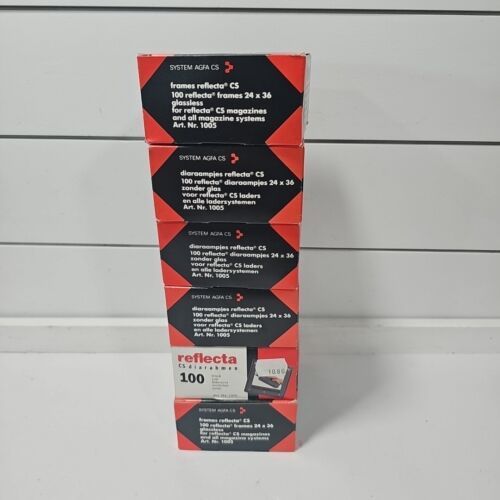 SYSTEM AGFA CS
frames reflecta® CS
100 reflecta® frames 24 x 36
glassless
for reflecta® CS magazines
and all magazine systems
Art. Nr. 1005
SYSTEM AGFA CS
diaraampjes reflecta® CS
100 reflecta® diaraampjes 24 x 36
zonder glas
voor reflecta® CS laders
en alle ladersystemen
Art. Nr. 1005
SYSTEM AGFA CS
diaraampjes reflecta® CS
100 reflecta® diaraampjes 24 x 36
zonder glas
voor reflecta® CS laders
en alle ladersystemen
Art. Nr. 1005
SYSTEM AGFA CS
diaraampjes reflecta® CS
100 reflecta® diaraampjes 24 x 36
zonder glas
voor reflecta® CS laders
en alle ladersystemen
Art. Nr. 1005
reflecta
CS diarahmen
100
SYSTEM AGFA CS
frames reflecta® CS
100 reflecta® frames 24 x 36
glassless
for reflecta® CS magazines
and all magazine systems
Art. Nr. 1005